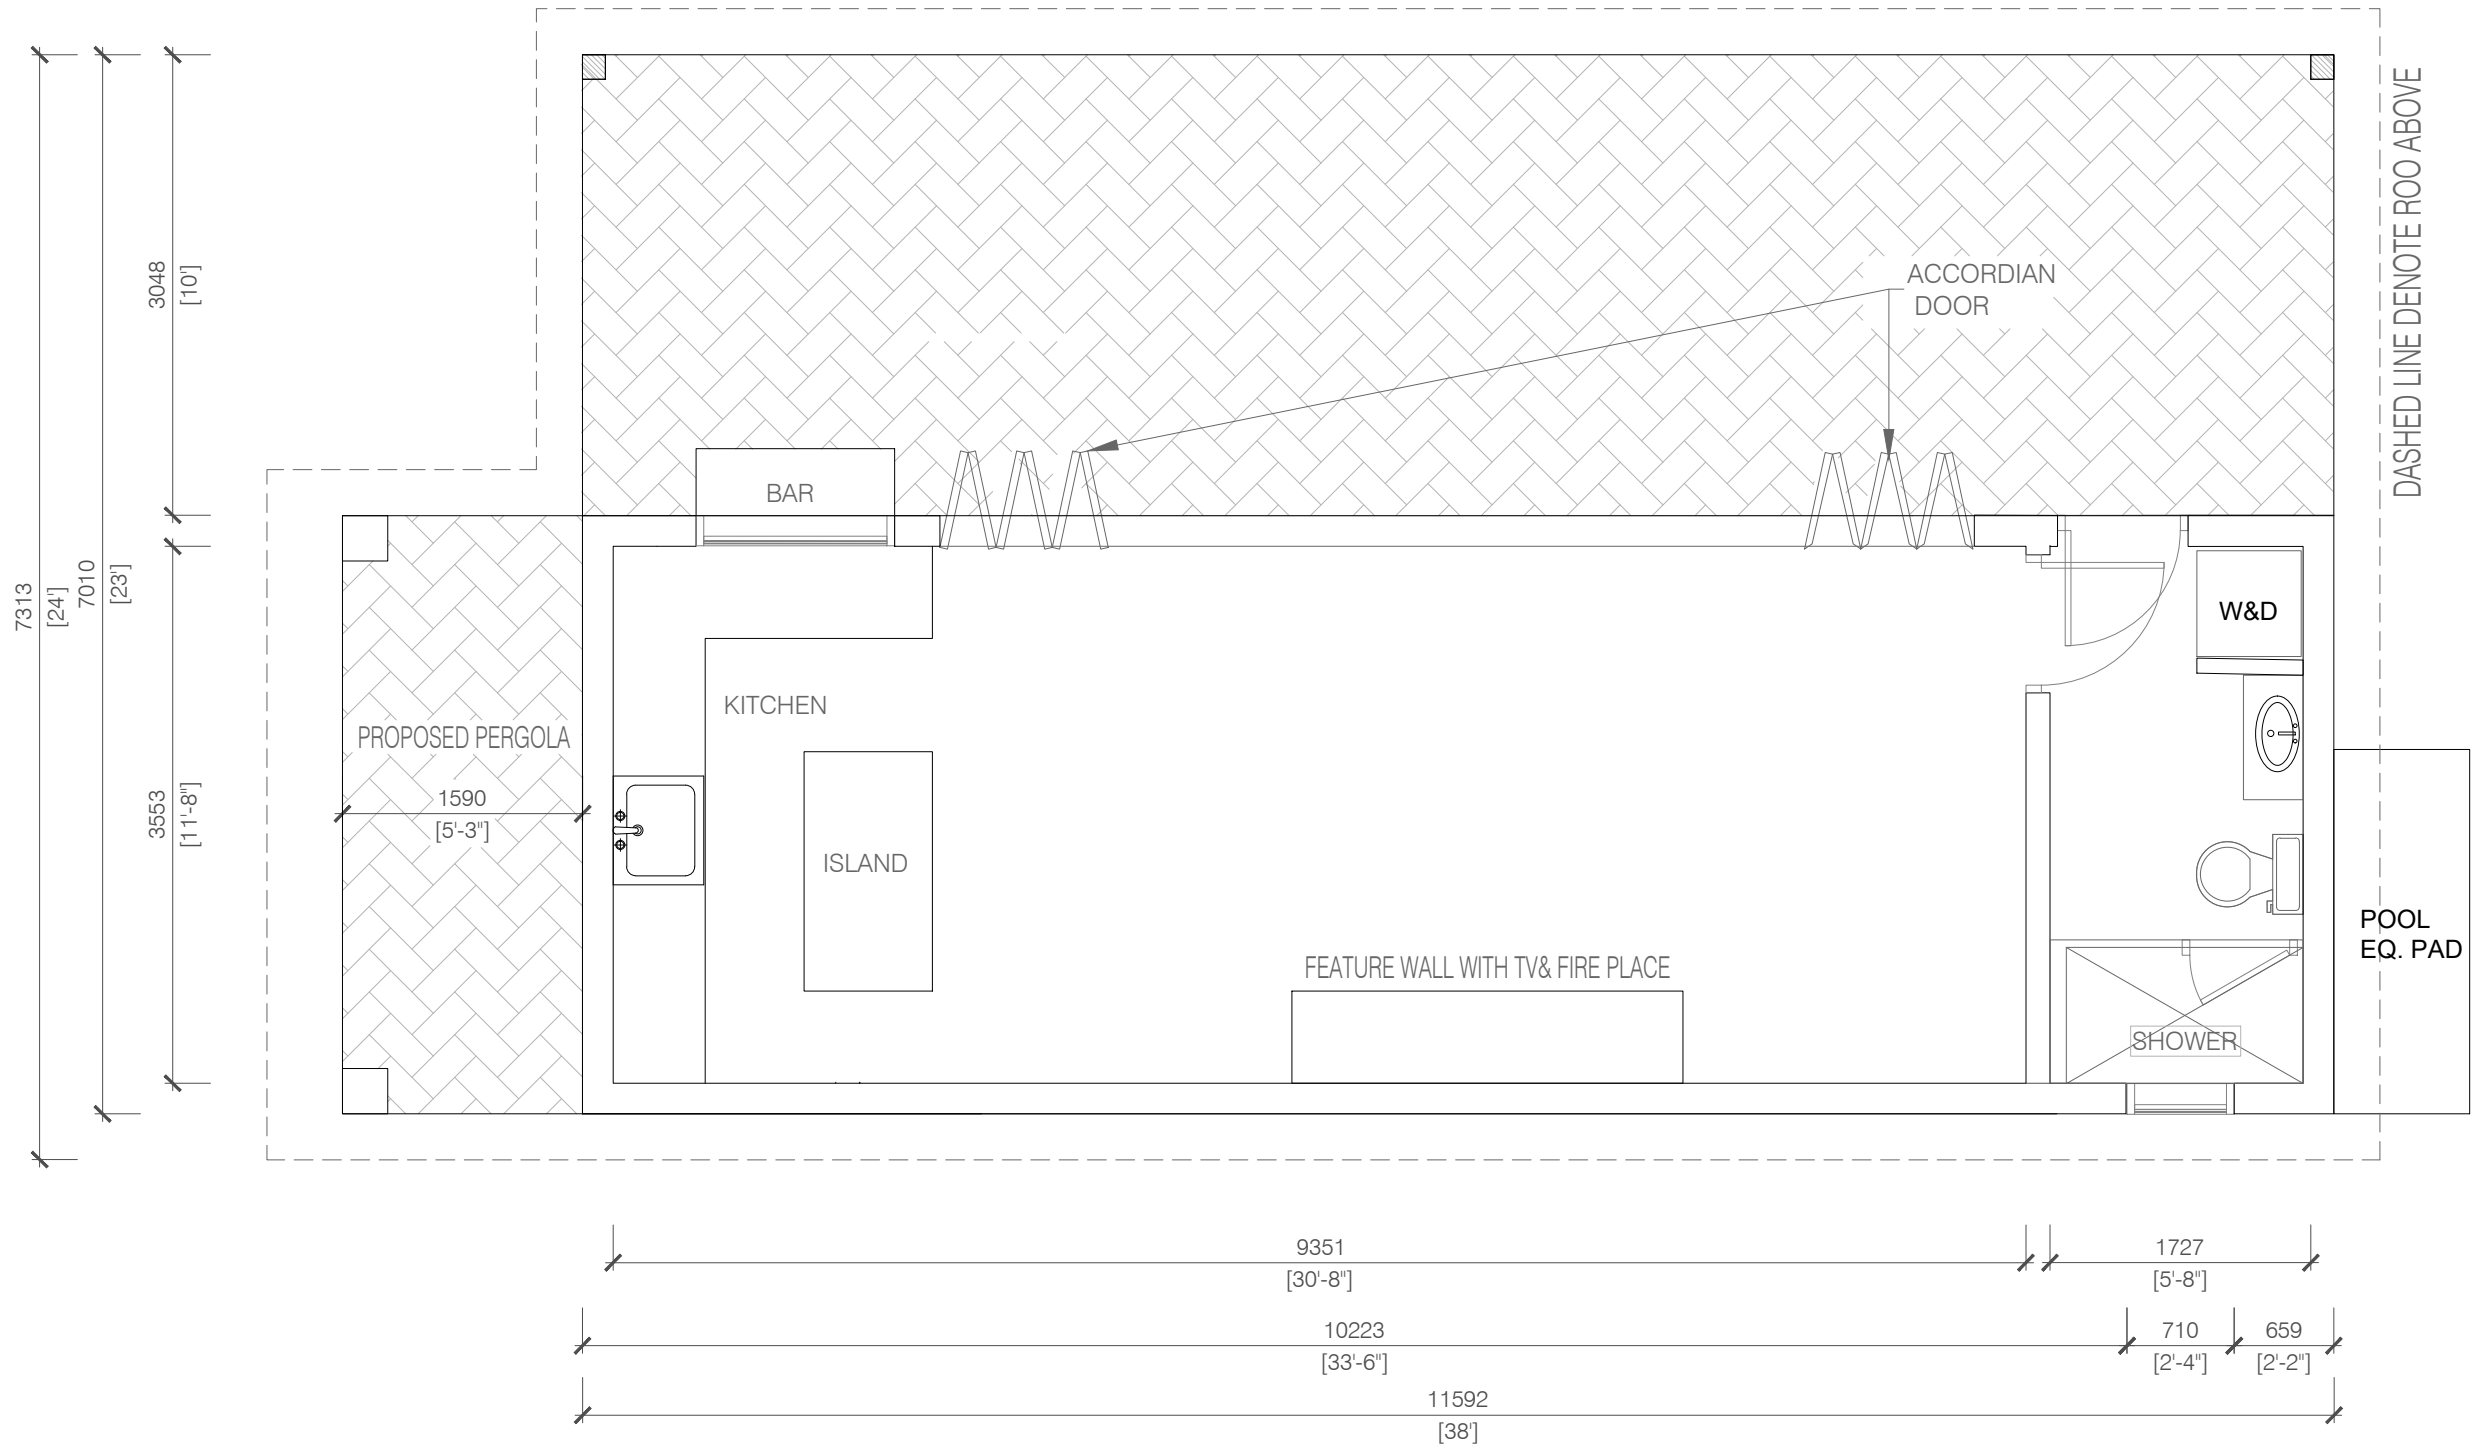 DASHED LINE DENOTE ROO ABOVE
3048
[10']
ACCORDIAN
DOOR
BAR
7313
[24']
7010
[23']
W&D
KITCHEN
PROPOSED PERGOLA
1590
[5'-3"]
3553
[11'-8"]
ISLAND
POOL
EQ. PAD
FEATURE WALL WITH TV& FIRE PLACE
SHOWER
9351
[30'-8"]
1727
[5'-8"]
10223
[33'-6"]
710
[2'-4"]
659
[2'-2"]
11592
[38']